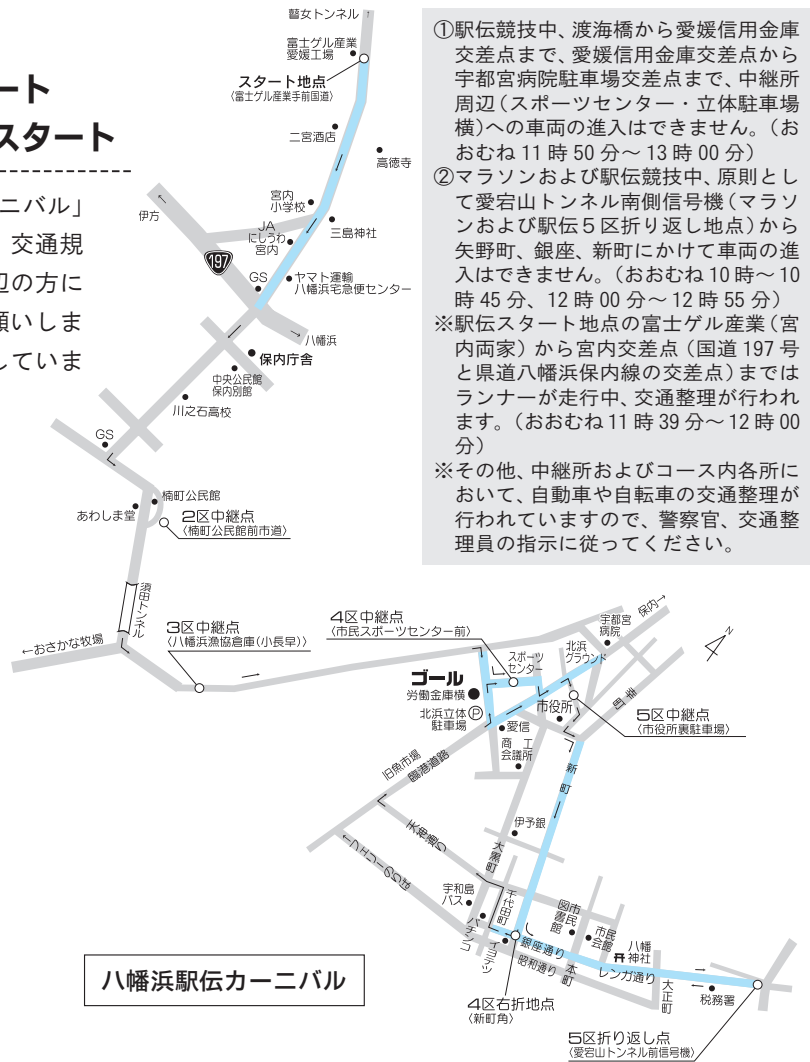 ート
スタート
ニバル」
交通規
辺の方に
願いしま
していま
①駅伝競技中、渡海橋から愛媛信用金庫
交差点まで、愛媛信用金庫交差点から
宇都宮病院駐車場交差点まで、中継所
周辺(スポーツセンター・立体駐車場
横)への車両の進入はできません。(お
おむね 11 時 50 分～ 13 時 00 分)
②マラソンおよび駅伝競技中、原則とし
て愛宕山トンネル南側信号機(マラソ
ンおよび駅伝5区折り返し地点)から
矢野町、銀座、新町にかけて車両の進
入はできません。(おおむね 10 時～ 10
時 45 分、12 時 00 分～ 12 時 55 分)
※駅伝スタート地点の富士ゲル産業(宮
内両家)から宮内交差点(国道 197 号
と県道八幡浜保内線の交差点)までは
ランナーが走行中、交通整理が行われ
ます。(おおむね 11 時 39 分～ 12 時 00
分)
※その他、中継所およびコース内各所に
おいて、自動車や自転車の交通整理が
行われていますので、警察官、交通整
理員の指示に従ってください。
瞽女トンネル↑
富士ゲル産業
愛媛工場
スタート地点
〈富士ゲル産業手前国道〉
二宮酒店
高徳寺
宮内
小学校
伊方
三島神社
JA
にしうわ
宮内
197
GS
ヤマト運輸
八幡浜宅急便センター
八幡浜
保内庁舎
中央公民館
保内別館
川之石高校
GS
楠町公民館
あわしま堂
2区中継点
〈楠町公民館前市道〉
須田トンネル
←おさかな牧場
3区中継点
〈八幡浜漁協倉庫(小長早)〉
4区中継点
〈市民スポーツセンター前〉
宇都宮
病院
保内→
スポーツ
センター
北浜
グラウンド
N
ゴール
労働金庫横
北浜立体
駐車場
P
市役所
幸町
5区中継点
〈市役所裏駐車場〉
愛信
商工
会議所
旧魚市場
臨港道路
新町
天神通り
伊予銀
大黒町
←フェリーのりば
宇和島
バス
パチンコ
千代田町
イヨテツ
市民
図書館
市民
会館
八幡
神社
銀座通り
昭和通り
本町
レンガ通り
大正町
税務署
4区右折地点
〈新町角〉
5区折り返し点
〈愛宕山トンネル前信号機〉
八幡浜駅伝カーニバル